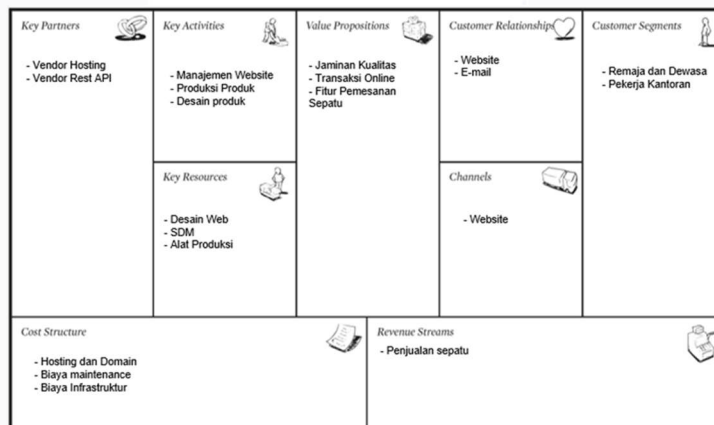 Key Partners
- Vendor Hosting
- Vendor Rest API
Key Activities
- Manajemen Website
- Produksi Produk
- Desain produk
Key Resources
- Desain Web
- SDM
- Alat Produksi
Value Propositions
- Jaminan Kualitas
- Transaksi Online
- Fitur Pemesanan
Sepatu
Customer Relationships
- Website
- E-mail
Channels
- Website
Customer Segments
- Remaja dan Dewasa
- Pekerja Kantoran
Cost Structure
- Hosting dan Domain
- Biaya maintenance
- Biaya Infrastruktur
Revenue Streams
- Penjualan sepatu